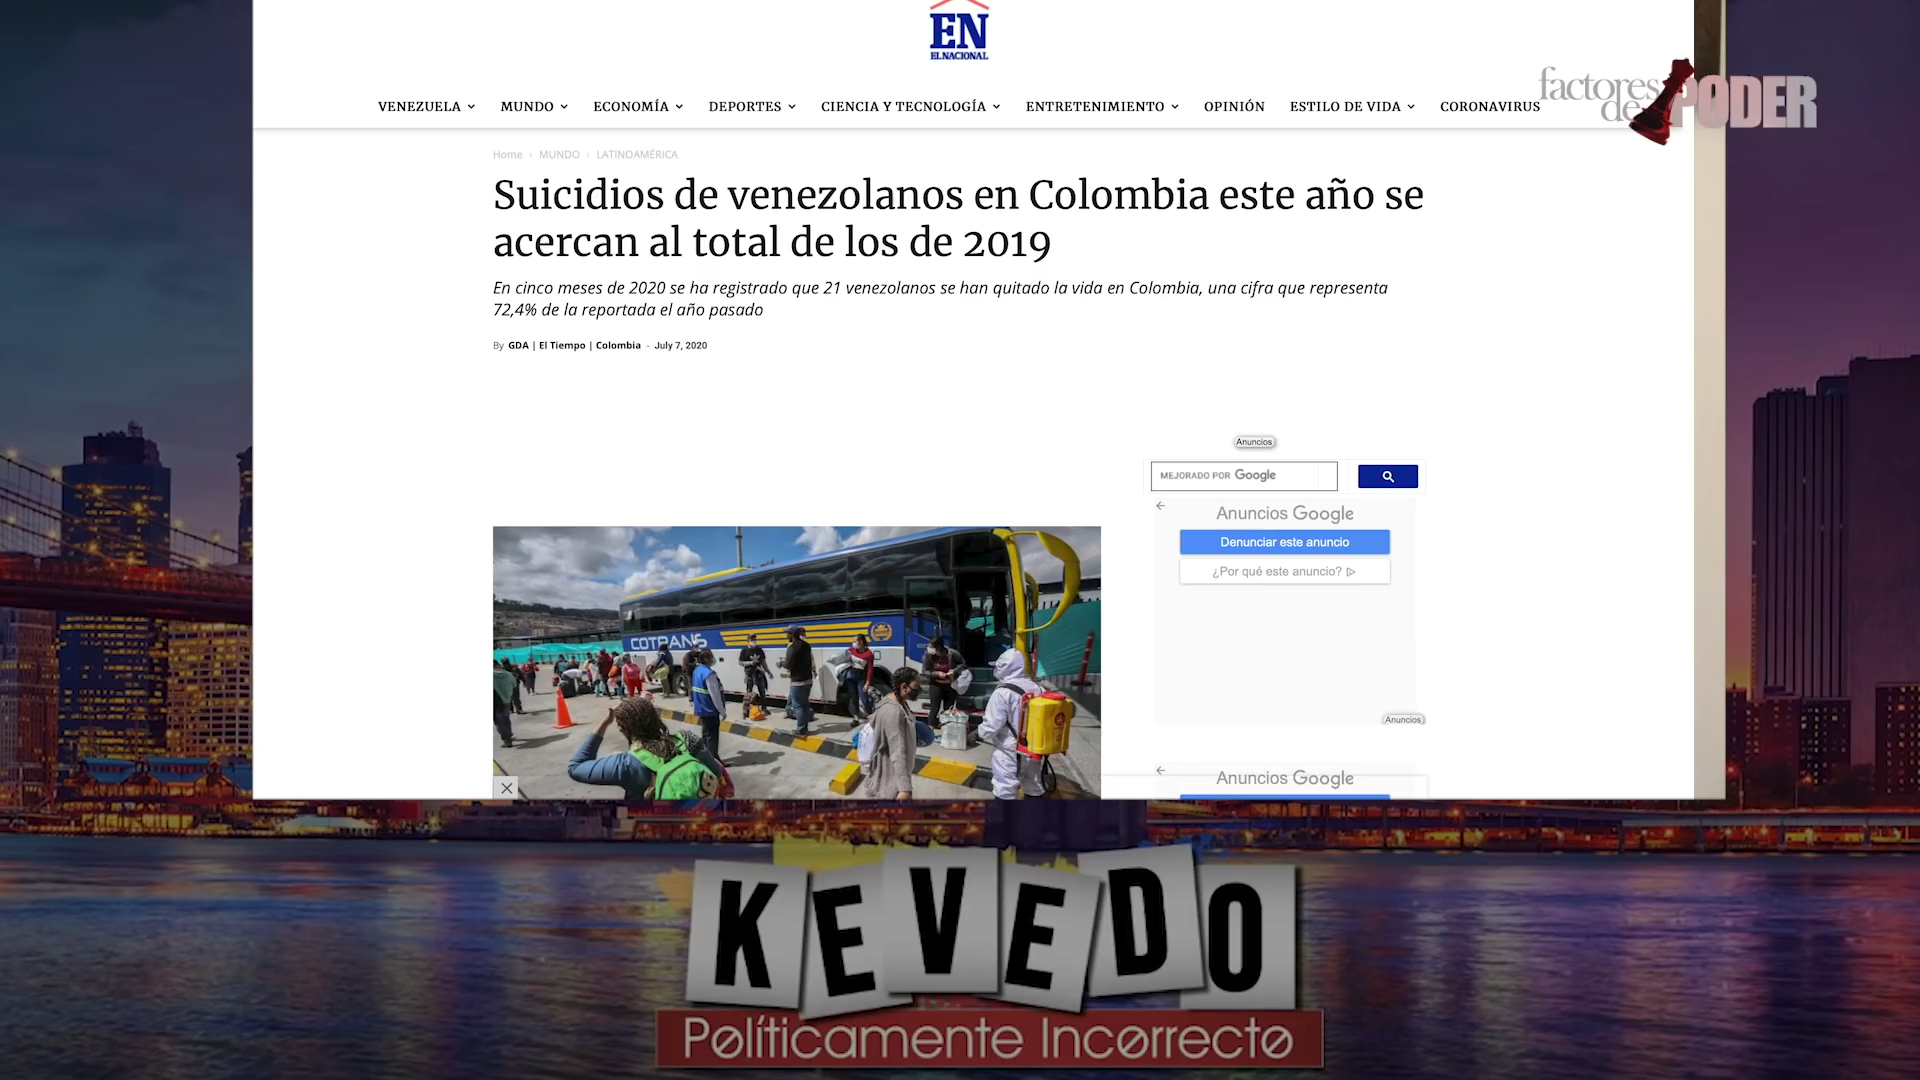 EN
EL NACIONAL
factores
de PODER
VENEZUELA MUNDO ECONOMÍA DEPORTES CIENCIA Y TECNOLOGÍA ENTRETENIMIENTO OPINIÓN ESTILO DE VIDA CORONAVIRUS
Home › MUNDO › LATINOAMÉRICA
Suicidios de venezolanos en Colombia este año se
acercan al total de los de 2019
En cinco meses de 2020 se ha registrado que 21 venezolanos se han quitado la vida en Colombia, una cifra que representa
72,4% de la reportada el año pasado
By GDA | El Tiempo | Colombia - July 7, 2020
Anuncios
MEJORADO POR Google
Anuncios Google
Denunciar este anuncio
¿Por qué este anuncio?
COTRANS
Anuncios
Anuncios Google
KEVEDO
Políticamente Incorrecto